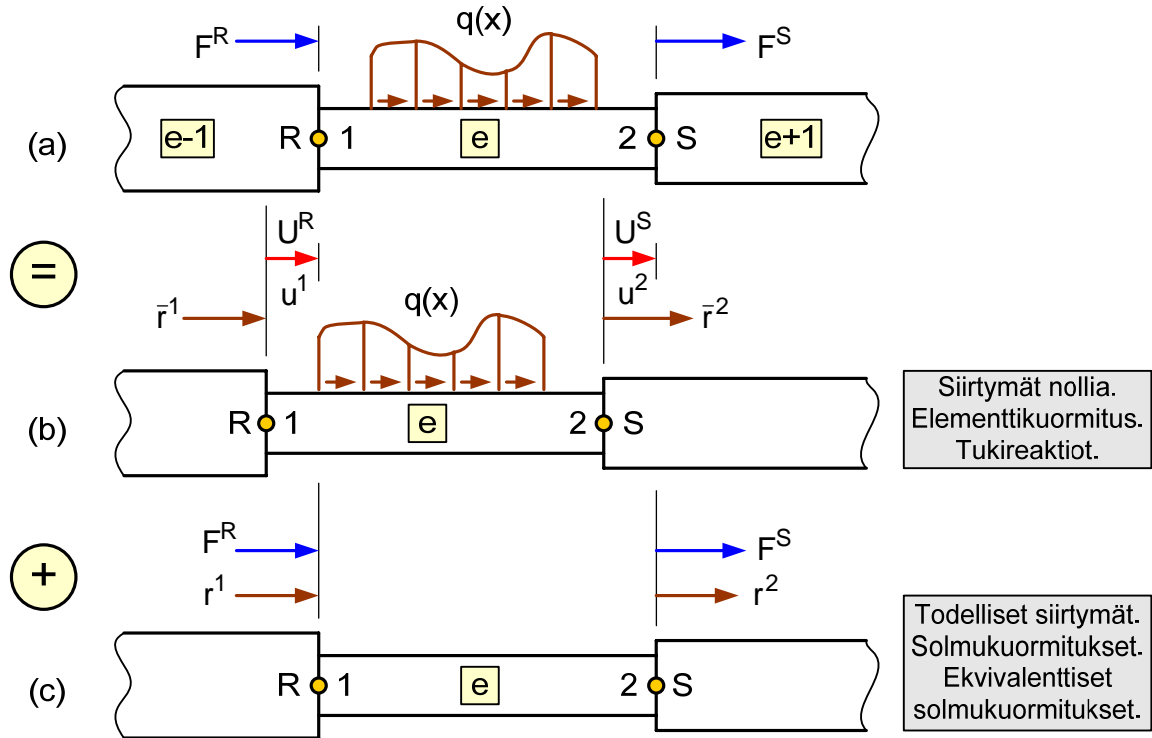 q(x)
F^R F^S
(a) e-1 R 1 e 2 S e+1
= U^R U^S
u^1 u^2
r̄^1 q(x) r̄^2
(b) R 1 e 2 S
Siirtymät nollia.
Elementtikuormitus.
Tukireaktiot.
+ F^R F^S
r^1 r^2
(c) R 1 e 2 S
Todelliset siirtymät.
Solmukuormitukset.
Ekvivalenttiset
solmukuormitukset.